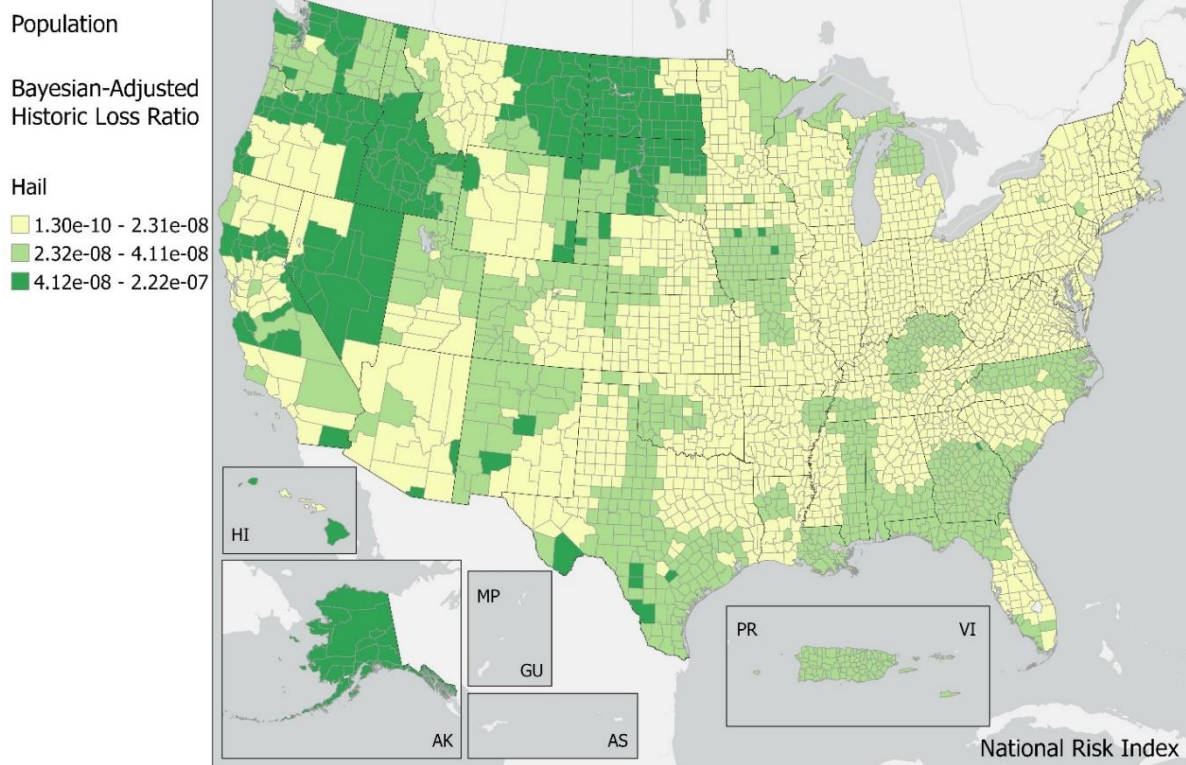 Population
Bayesian-Adjusted
Historic Loss Ratio
Hail
1.30e-10 - 2.31e-08
2.32e-08 - 4.11e-08
4.12e-08 - 2.22e-07
HI
AK
MP
GU
AS
PR
VI
National Risk Index